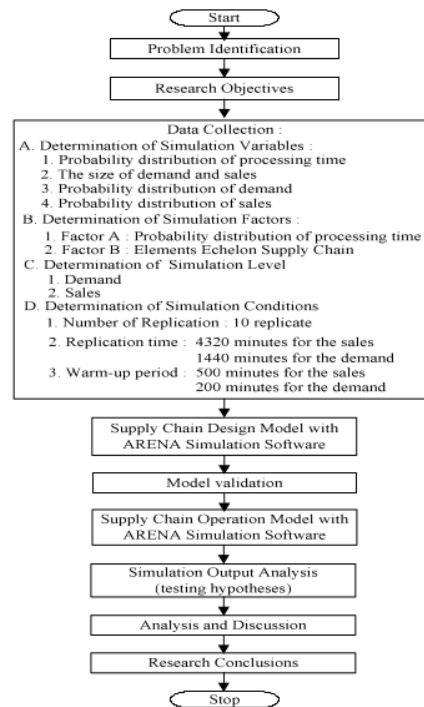 Start
Problem Identification
Research Objectives
Data Collection :
A. Determination of Simulation Variables :
1. Probability distribution of processing time
2. The size of demand and sales
3. Probability distribution of demand
4. Probability distribution of sales
B. Determination of Simulation Factors :
1. Factor A : Probability distribution of processing time
2. Factor B : Elements Echelon Supply Chain
C. Determination of Simulation Level
1. Demand
2. Sales
D. Determination of Simulation Conditions
1. Number of Replication : 10 replicate
2. Replication time : 4320 minutes for the sales
1440 minutes for the demand
3. Warm-up period : 500 minutes for the sales
200 minutes for the demand
Supply Chain Design Model with
ARENA Simulation Software
Model validation
Supply Chain Operation Model with
ARENA Simulation Software
Simulation Output Analysis
(testing hypotheses)
Analysis and Discussion
Research Conclusions
Stop